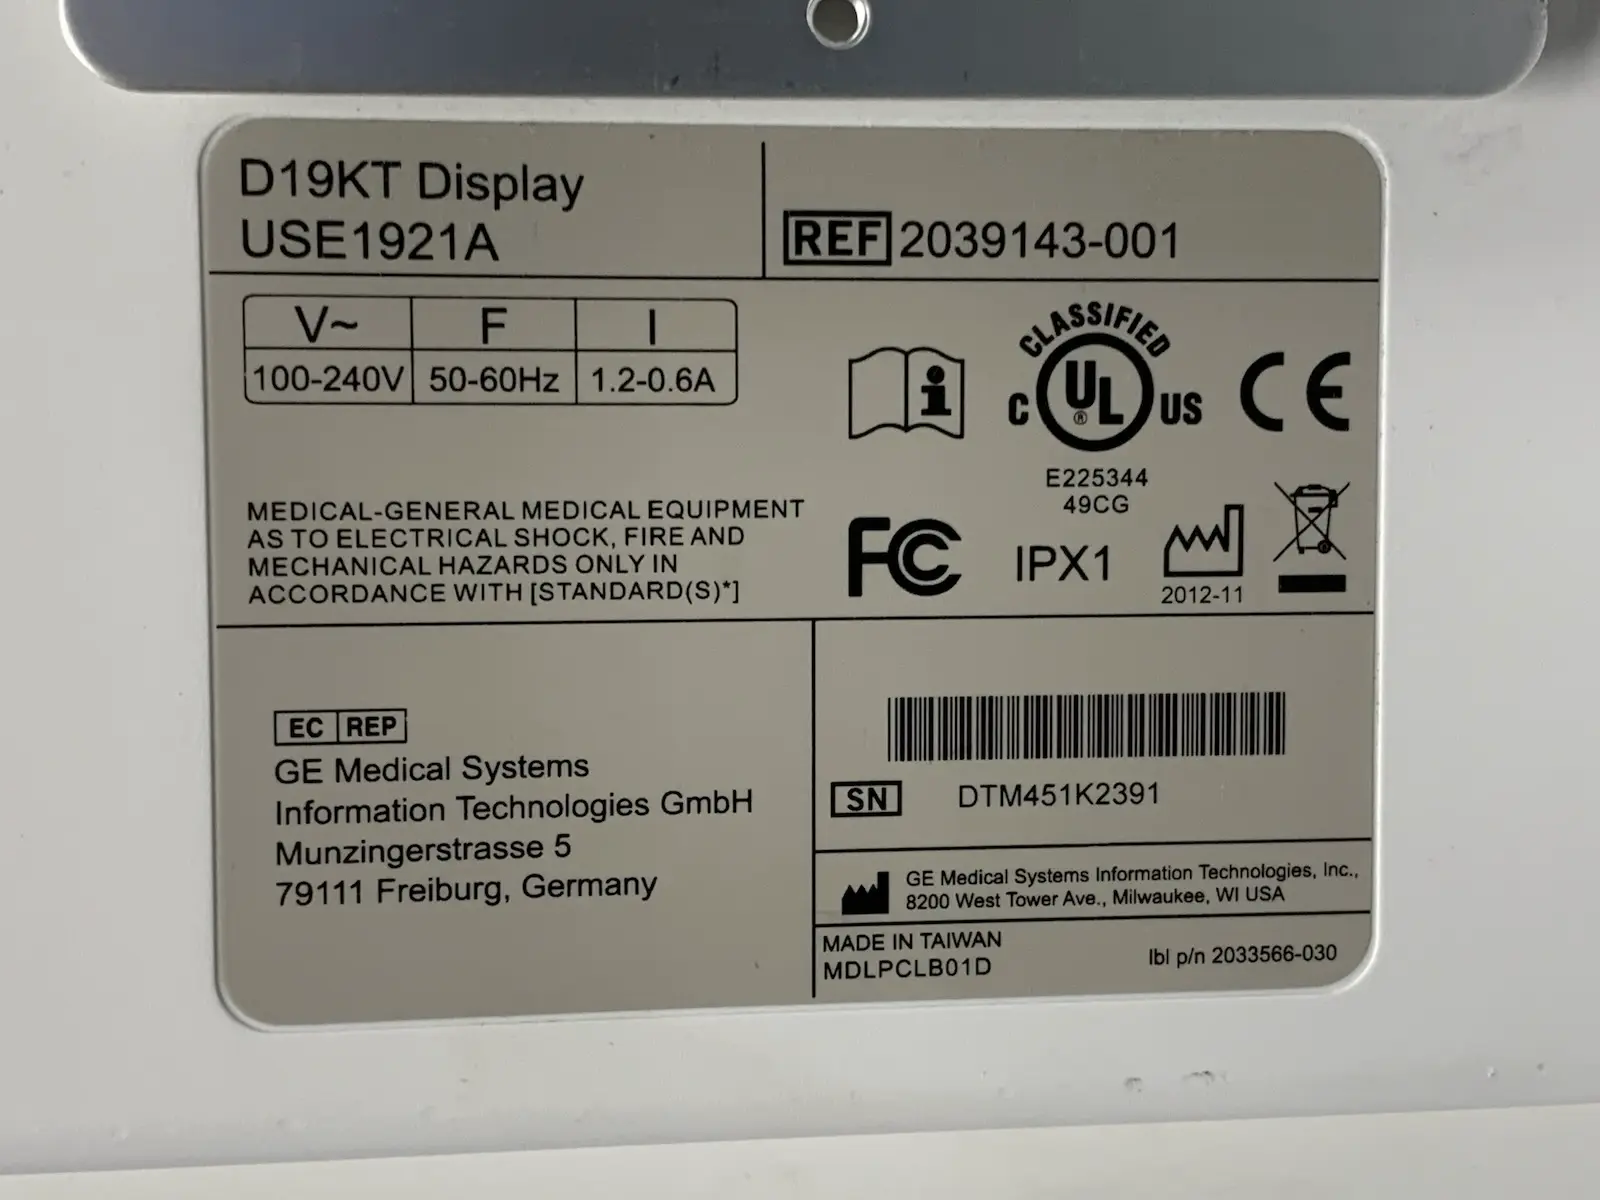 D19KT Display
USE1921A
REF 2039143-001
V~ F I
100-240V 50-60Hz 1.2-0.6A
CLASSIFIED
C UL ® US
CE
E225344
49CG
MEDICAL-GENERAL MEDICAL EQUIPMENT
AS TO ELECTRICAL SHOCK, FIRE AND
MECHANICAL HAZARDS ONLY IN
ACCORDANCE WITH [STANDARD(S)*]
FC
IPX1
2012-11
EC REP
GE Medical Systems
Information Technologies GmbH
Munzingerstrasse 5
79111 Freiburg, Germany
SN DTM451K2391
GE Medical Systems Information Technologies, Inc.,
8200 West Tower Ave., Milwaukee, WI USA
MADE IN TAIWAN
MDLPCLB01D
lbl p/n 2033566-030